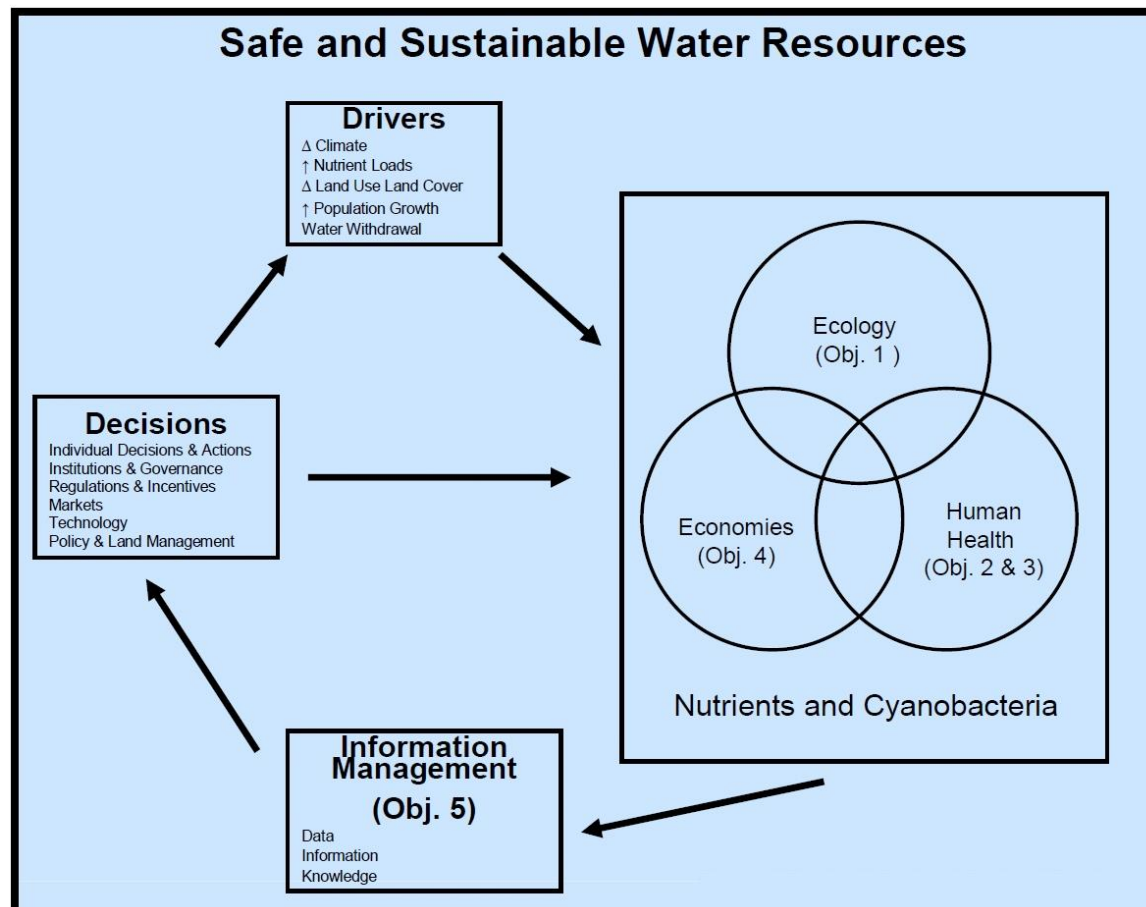 Safe and Sustainable Water Resources
Drivers
Δ Climate
↑ Nutrient Loads
Δ Land Use Land Cover
↑ Population Growth
Water Withdrawal
Decisions
Individual Decisions & Actions
Institutions & Governance
Regulations & Incentives
Markets
Technology
Policy & Land Management
Ecology
(Obj. 1 )
Economies
(Obj. 4)
Human
Health
(Obj. 2 & 3)
Nutrients and Cyanobacteria
Information
Management
(Obj. 5)
Data
Information
Knowledge